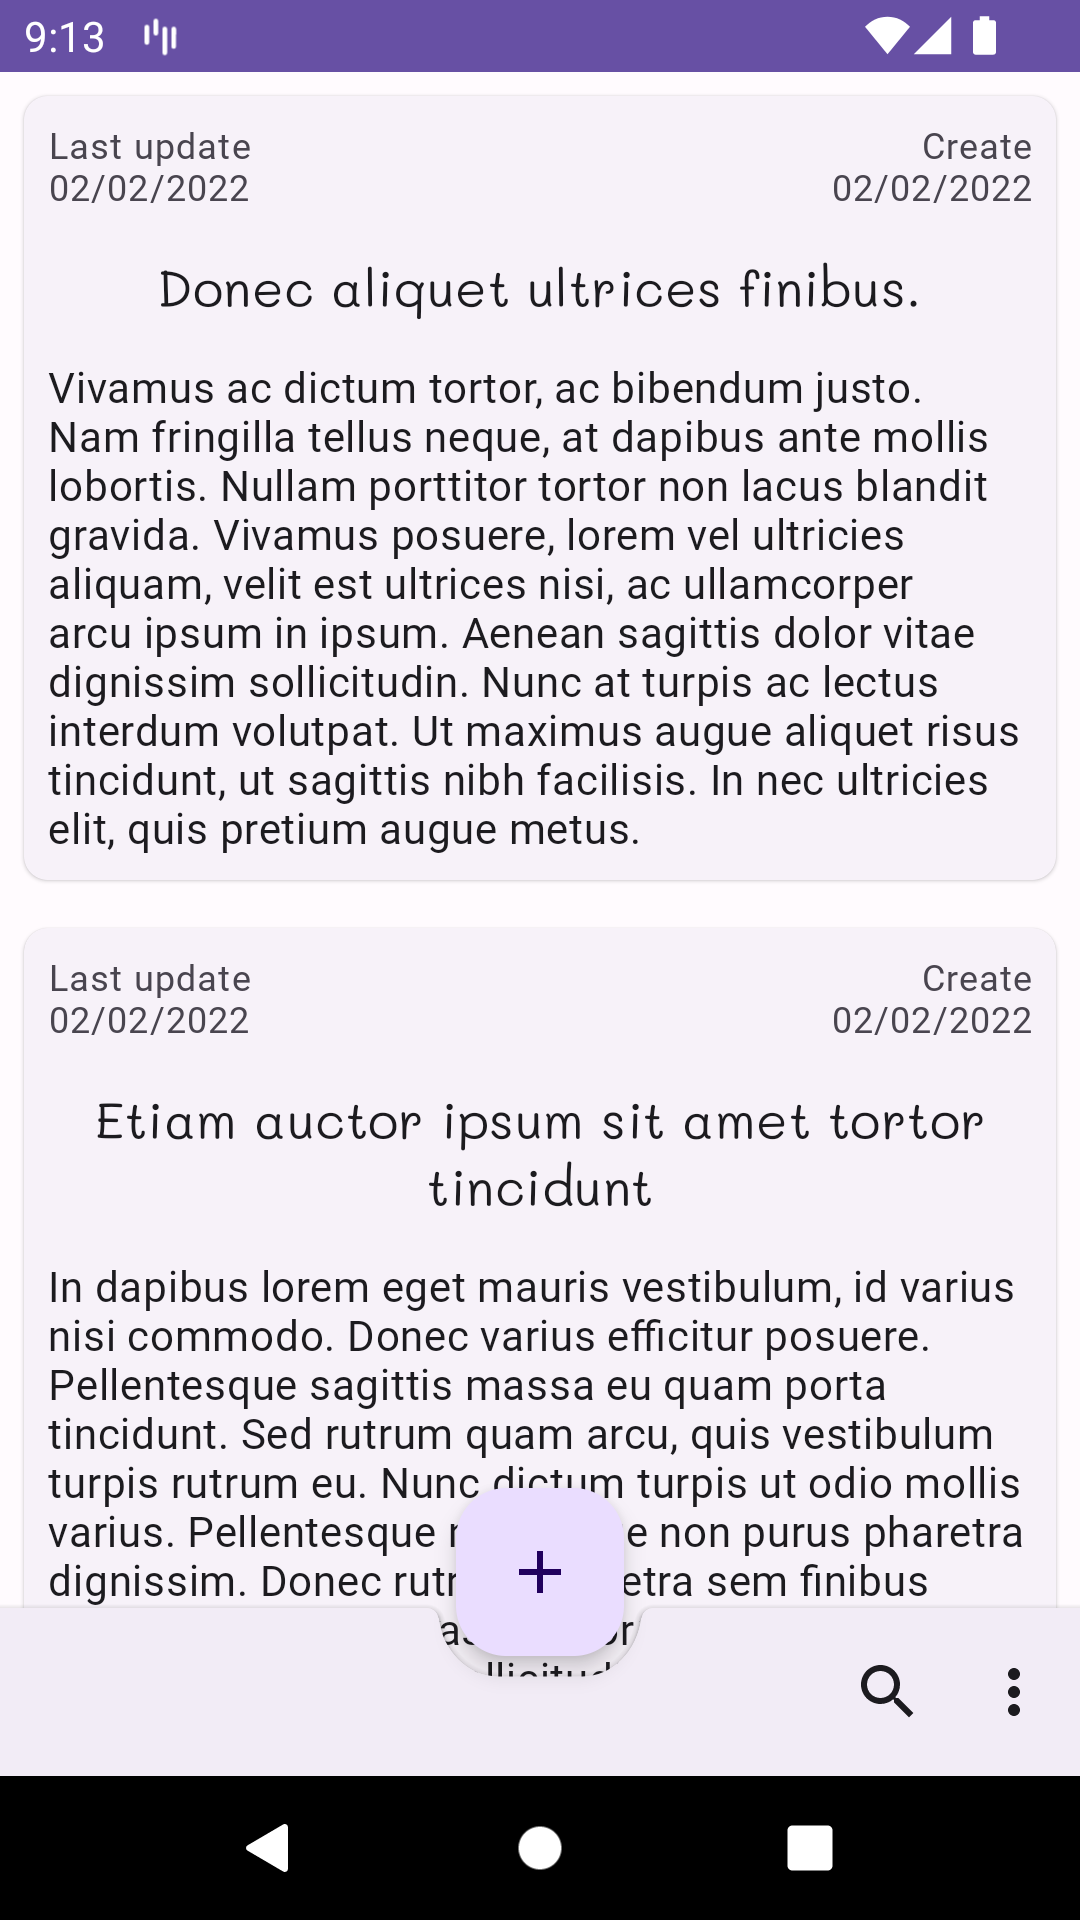 9:13
Last update
Create
02/02/2022
02/02/2022
Donec aliquet ultrices finibus.
Vivamus ac dictum tortor, ac bibendum justo.
Nam fringilla tellus neque, at dapibus ante mollis
lobortis. Nullam porttitor tortor non lacus blandit
gravida. Vivamus posuere, lorem vel ultricies
aliquam, velit est ultrices nisi, ac ullamcorper
arcu ipsum in ipsum. Aenean sagittis dolor vitae
dignissim sollicitudin. Nunc at turpis ac lectus
interdum volutpat. Ut maximus augue aliquet risus
tincidunt, ut sagittis nibh facilisis. In nec ultricies
elit, quis pretium augue metus.
Last update
Create
02/02/2022
02/02/2022
Etiam auctor ipsum sit amet tortor
tincidunt
In dapibus lorem eget mauris vestibulum, id varius
nisi commodo. Donec varius efficitur posuere.
Pellentesque sagittis massa eu quam porta
tincidunt. Sed rutrum quam arcu, quis vestibulum
turpis rutrum eu. Nunc dictum turpis ut odio mollis
varius. Pellentesque non purus pharetra
dignissim. Donec sem finibus